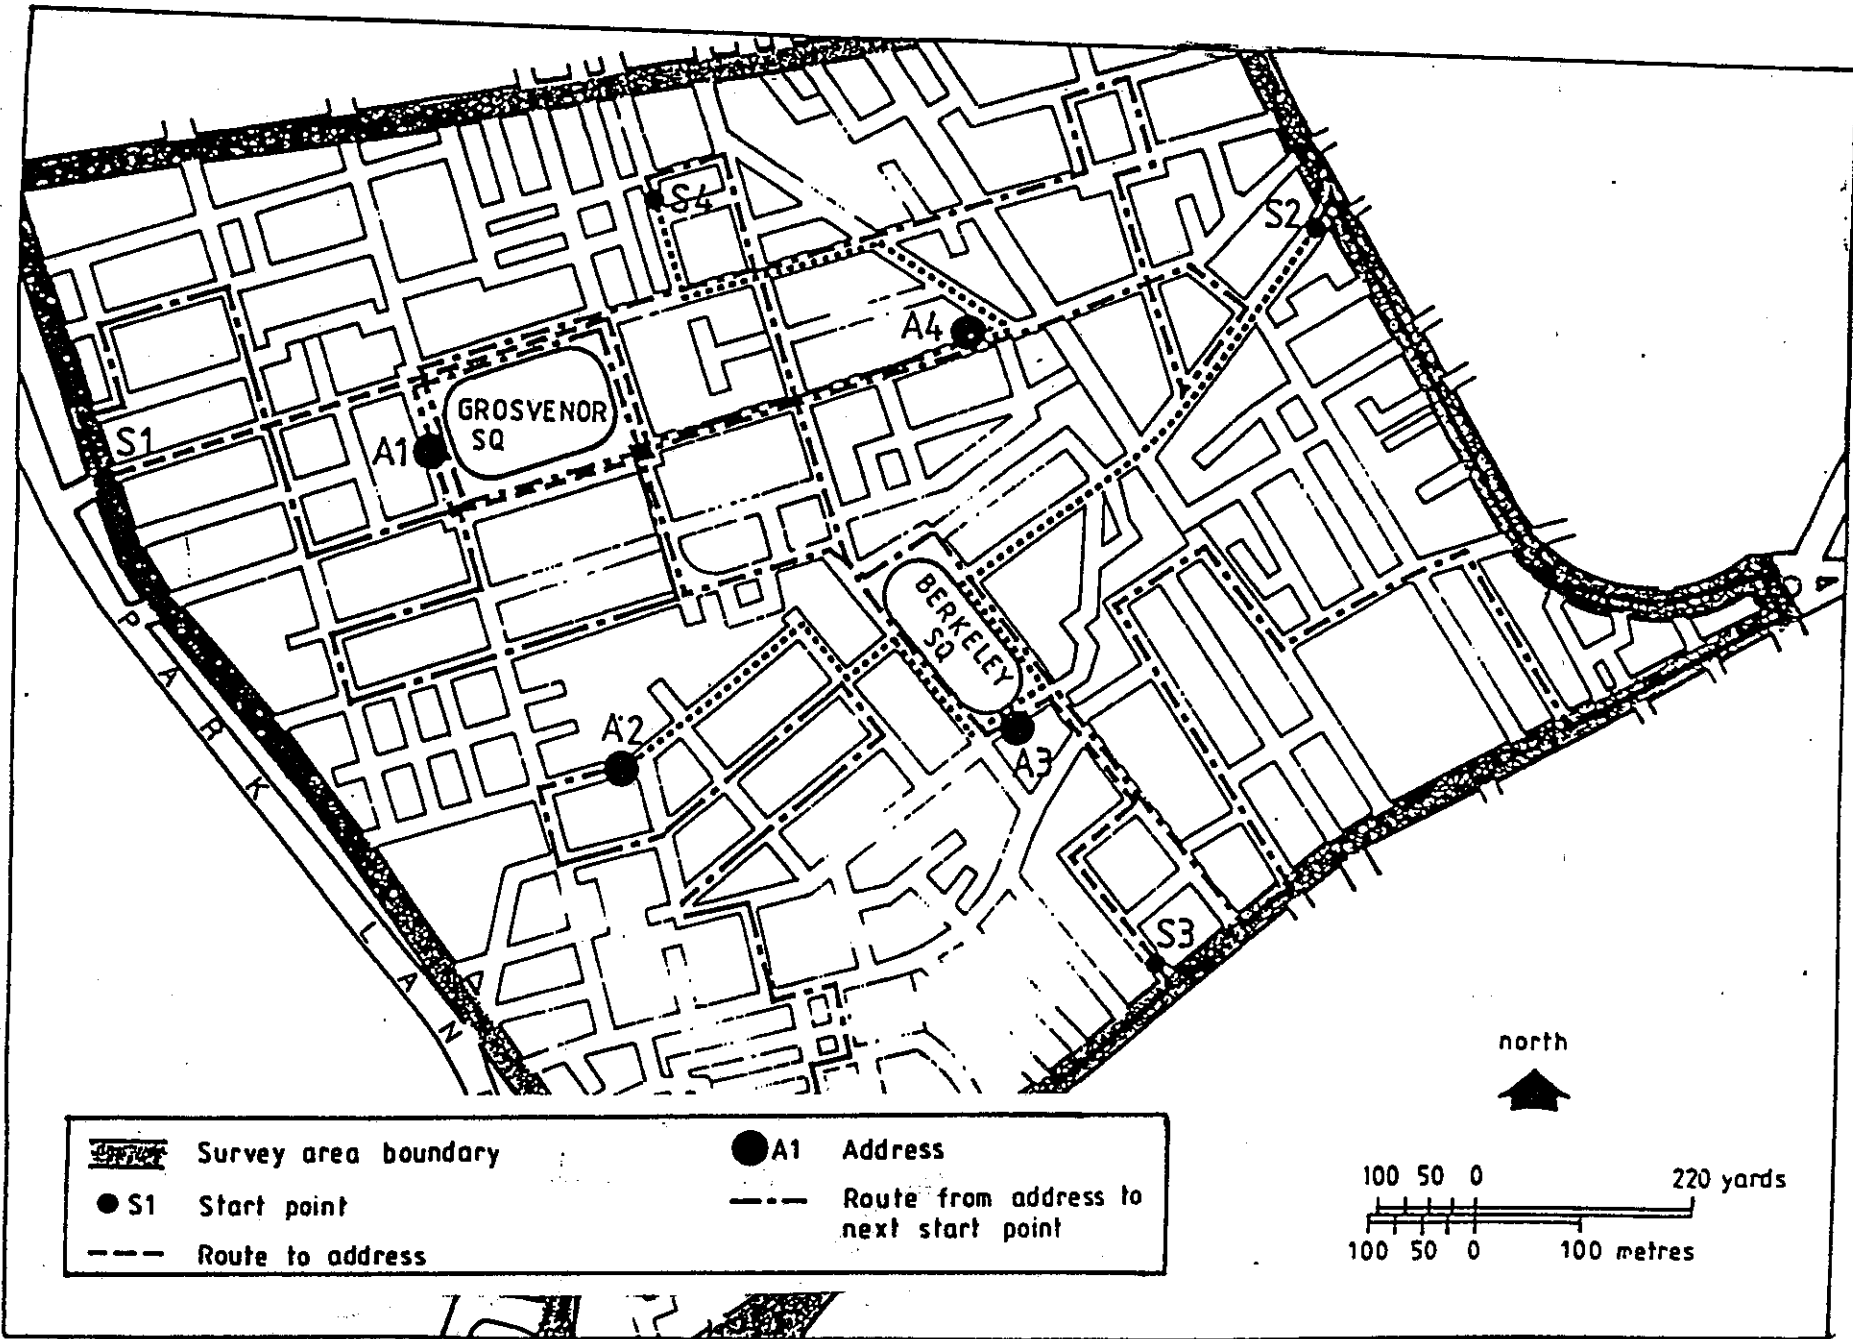 S4
S2
A4
GROSVENOR
SQ
S1
A1
BERKELEY
SQ
A2
A3
S3
PARK LAN
north
Survey area boundary
S1 Start point
Route to address
A1 Address
Route from address to
next start point
100 50 0 220 yards
100 50 0 100 metres